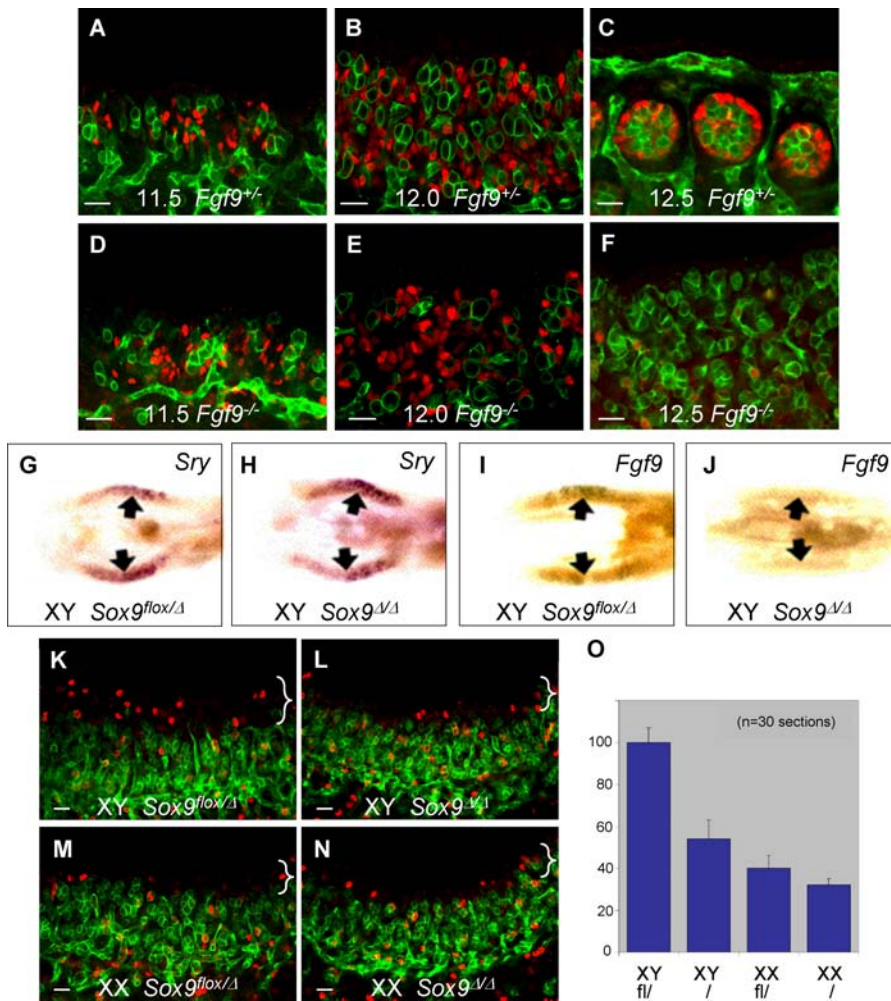 A
11.5 Fgf9+/-
B
12.0 Fgf9+/-
C
12.5 Fgf9+/-
D
11.5 Fgf9-/-
E
12.0 Fgf9-/-
F
12.5 Fgf9-/-
G
Sry
XY Sox9flox/Δ
H
Sry
XY Sox9Δ/Δ
I
Fgf9
XY Sox9flox/Δ
J
Fgf9
XY Sox9Δ/Δ
K
XY Sox9flox/Δ
L
XY Sox9Δ/Δ
M
XX Sox9flox/Δ
N
XX Sox9Δ/Δ
O
(n=30 sections)
100
80
60
40
20
0
XY XY XX XX
fl/ / fl/ /